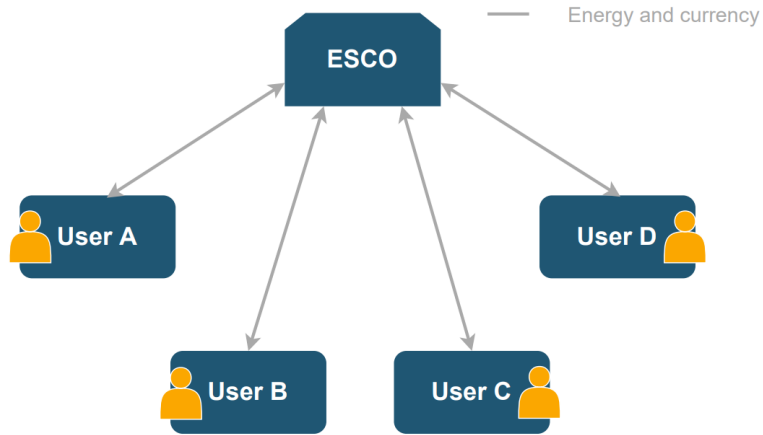 Energy and currency
ESCO
User A
User D
User B
User C